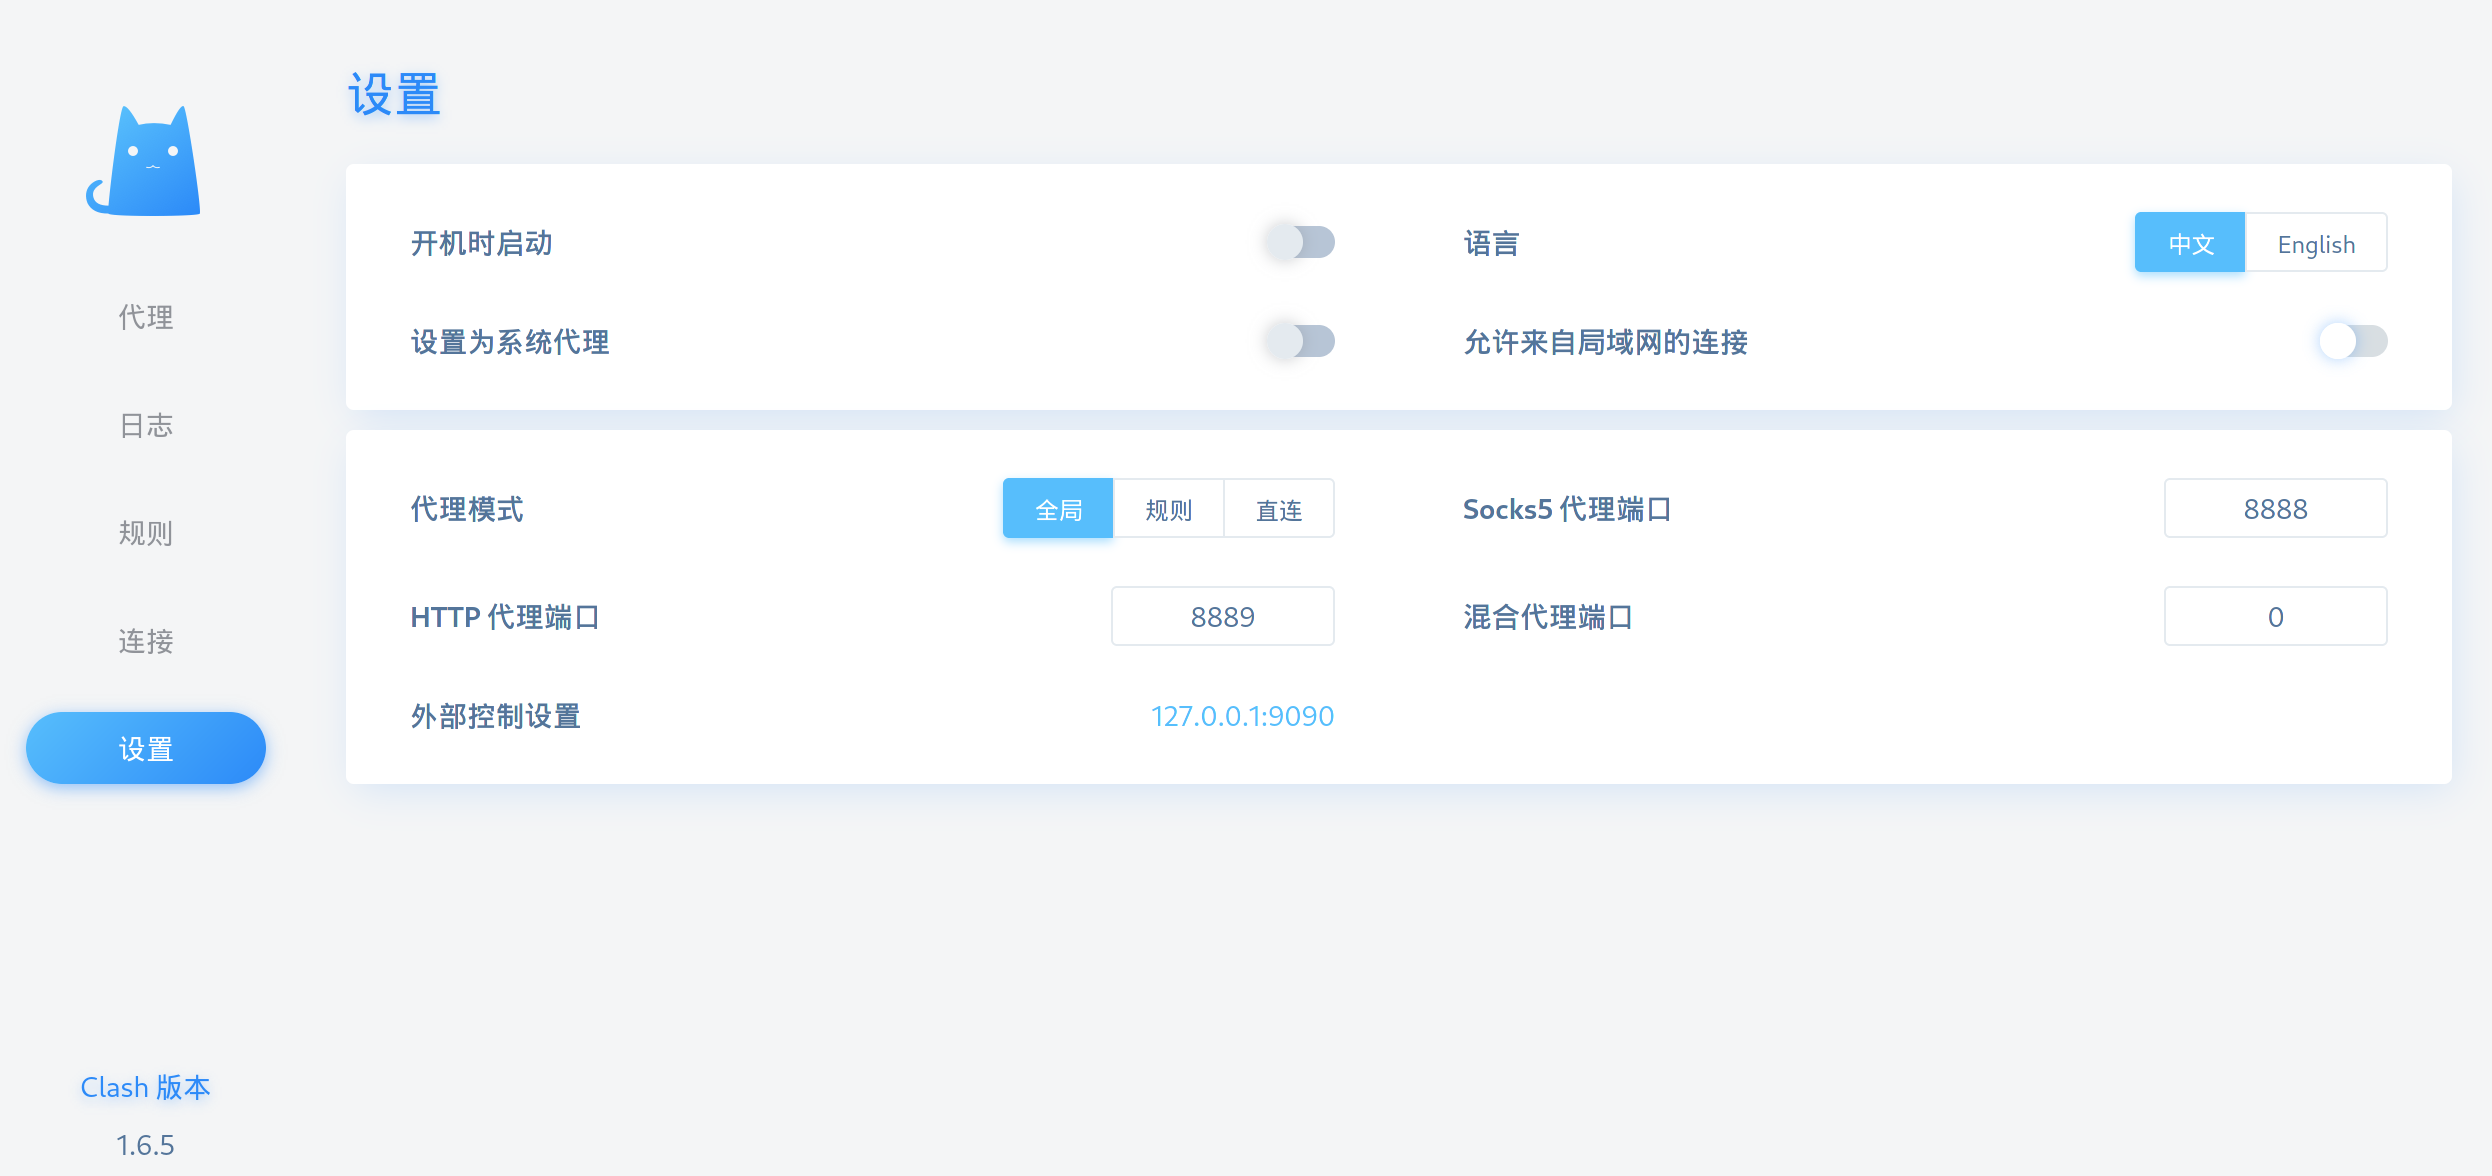 设置
代理
日志
规则
连接
设置
Clash 版本
1.6.5
开机时启动
语言
中文 English
设置为系统代理
允许来自局域网的连接
代理模式
全局 规则 直连
Socks5 代理端口
8888
HTTP 代理端口
8889
混合代理端口
0
外部控制设置
127.0.0.1:9090